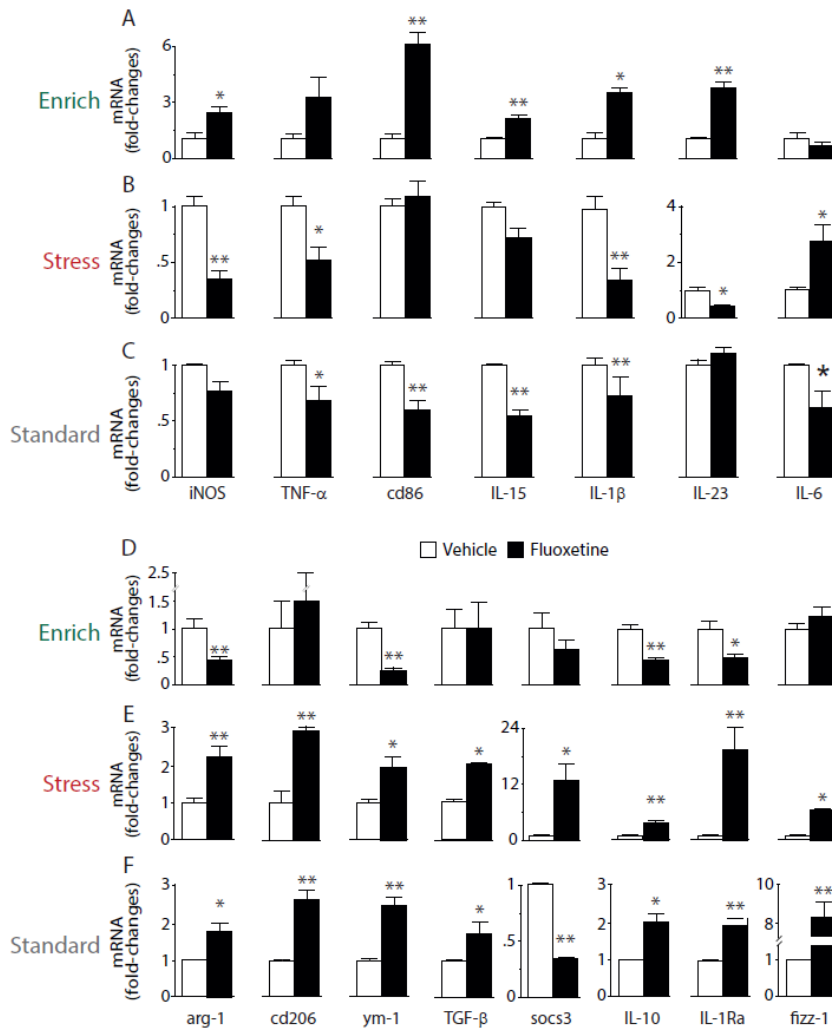 A
Enrich
mRNA
(fold-changes)
6
3
0
*
**
**
*
**
B
Stress
mRNA
(fold-changes)
1
.5
0
**
*
**
4
2
0
*
*
C
Standard
mRNA
(fold-changes)
1
.5
0
*
**
**
**
*
iNOS TNF-α cd86 IL-15 IL-1β IL-23 IL-6
D
Vehicle Fluoxetine
Enrich
mRNA
(fold-changes)
2.5
1.5
1
.5
0
**
**
**
*
E
Stress
mRNA
(fold-changes)
3
2
1
0
**
**
*
*
24
12
0
*
**
**
*
F
Standard
mRNA
(fold-changes)
3
2
1
0
*
**
**
*
1
.5
0
**
3
2
1
0
*
**
10
8
1
0
**
arg-1 cd206 ym-1 TGF-β socs3 IL-10 IL-1Ra fizz-1